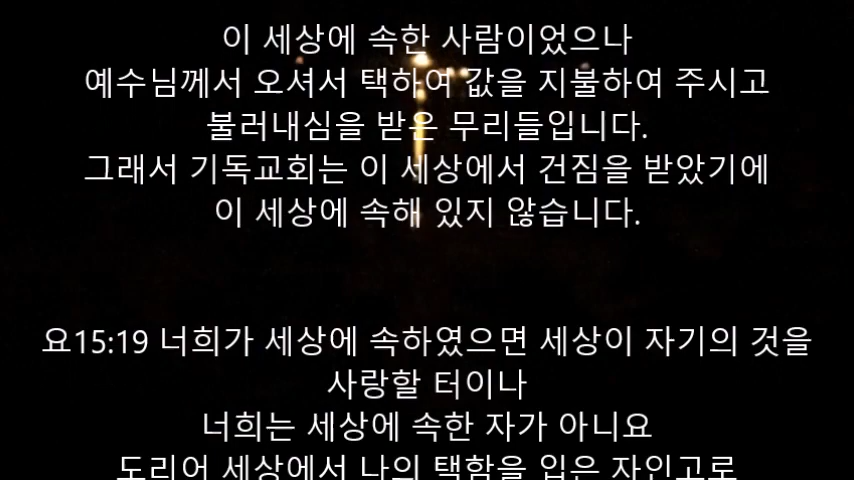 이 세상에 속한 사람이었으나
예수님께서 오셔서 택하여 값을 지불하여 주시고
불러내심을 받은 무리들입니다.
그래서 기독교회는 이 세상에서 건짐을 받았기에
이 세상에 속해 있지 않습니다.
요15:19 너희가 세상에 속하였으면 세상이 자기의 것을
사랑할 터이나
너희는 세상에 속한 자가 아니요
도리어 세상에서 나의 택함을 입은 자인고로